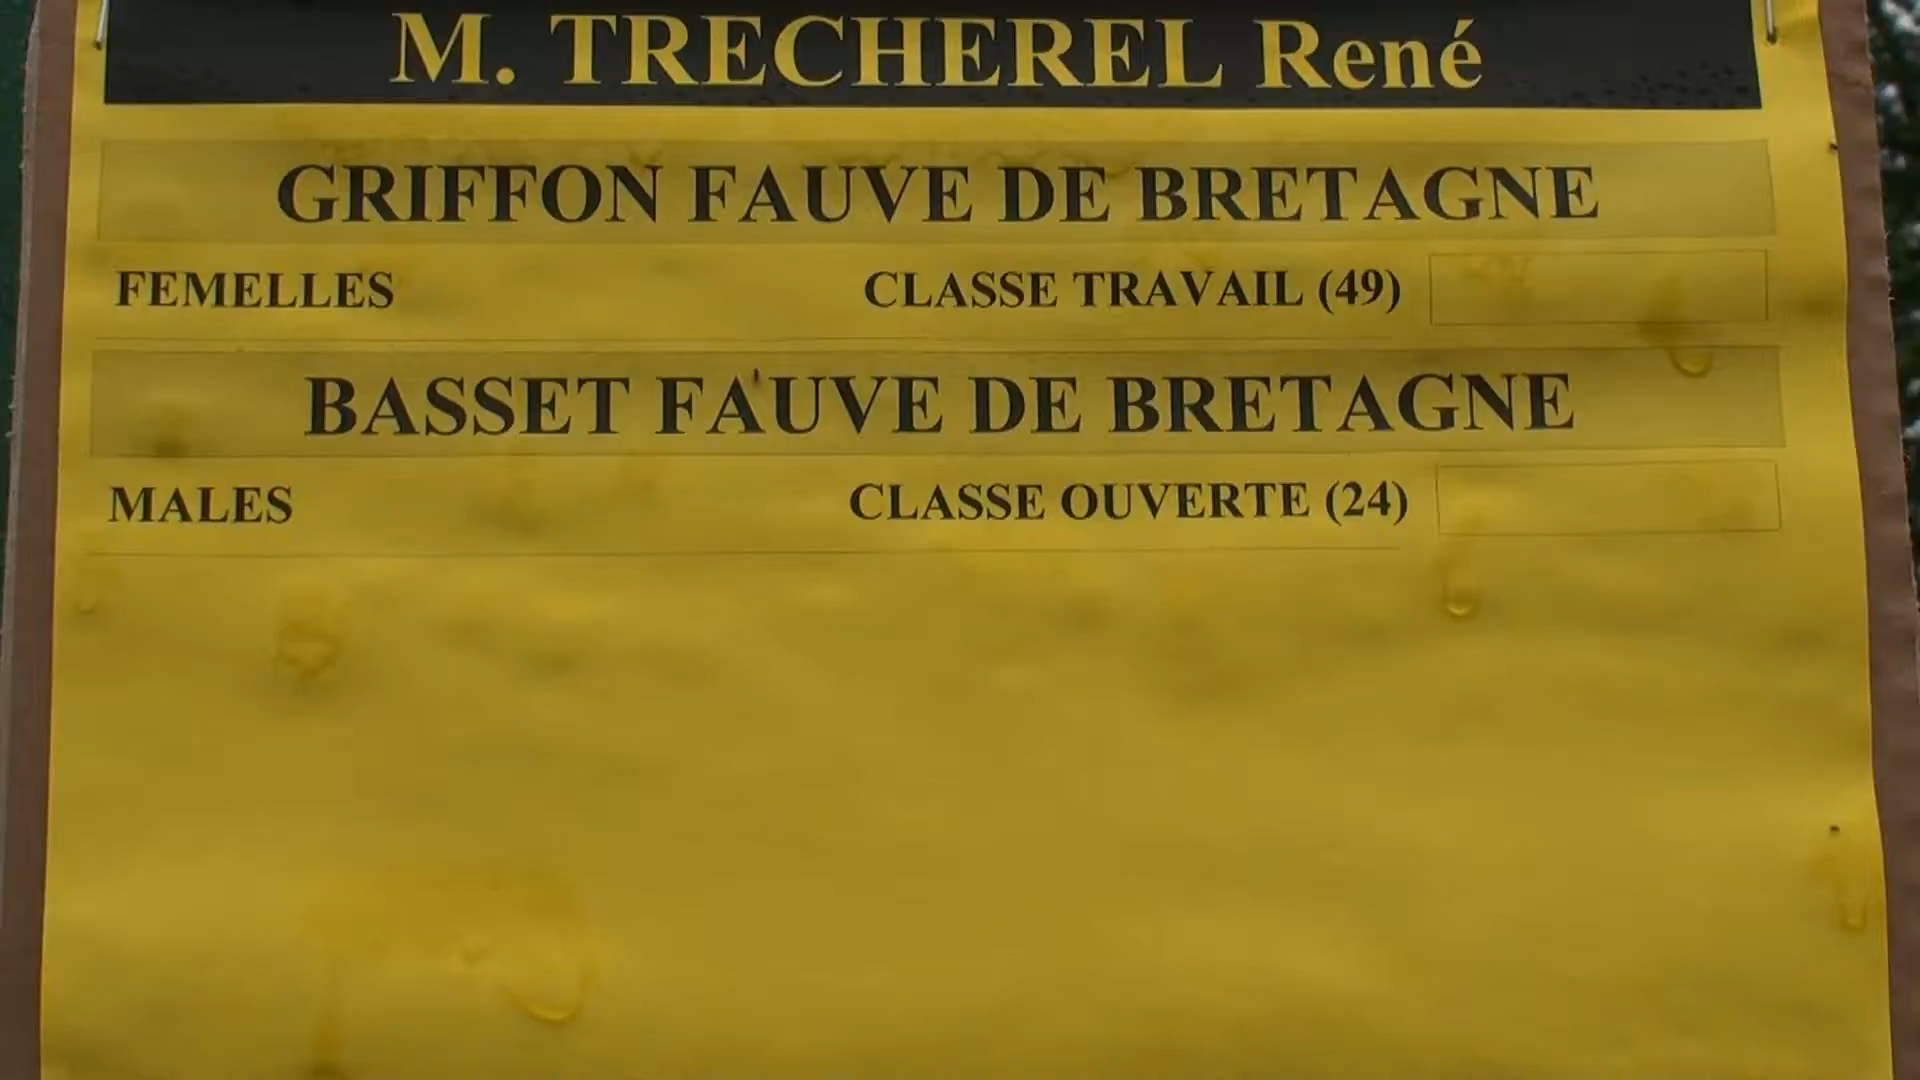 M. TRECHEREL René
GRIFFON FAUVE DE BRETAGNE
FEMELLES CLASSE TRAVAIL (49)
BASSET FAUVE DE BRETAGNE
MALES CLASSE OUVERTE (24)